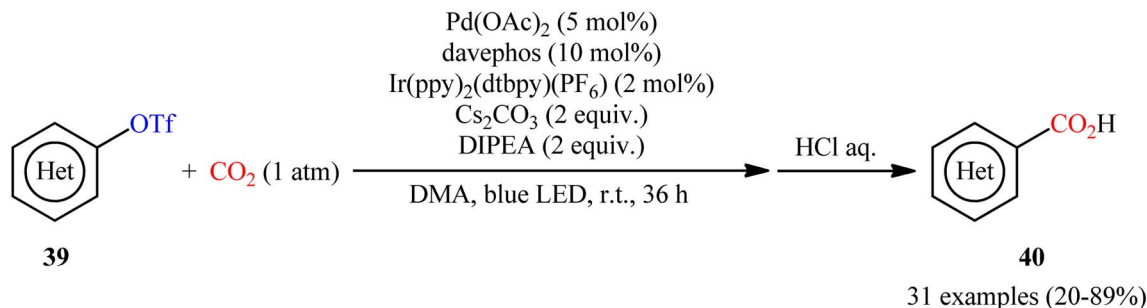 Pd(OAc)2 (5 mol%)
davephos (10 mol%)
Ir(ppy)2(dtbpy)(PF6) (2 mol%)
Cs2CO3 (2 equiv.)
DIPEA (2 equiv.)
DMA, blue LED, r.t., 36 h
OTf
Het
+ CO2 (1 atm)
HCl aq.
CO2H
Het
39
40
31 examples (20-89%)